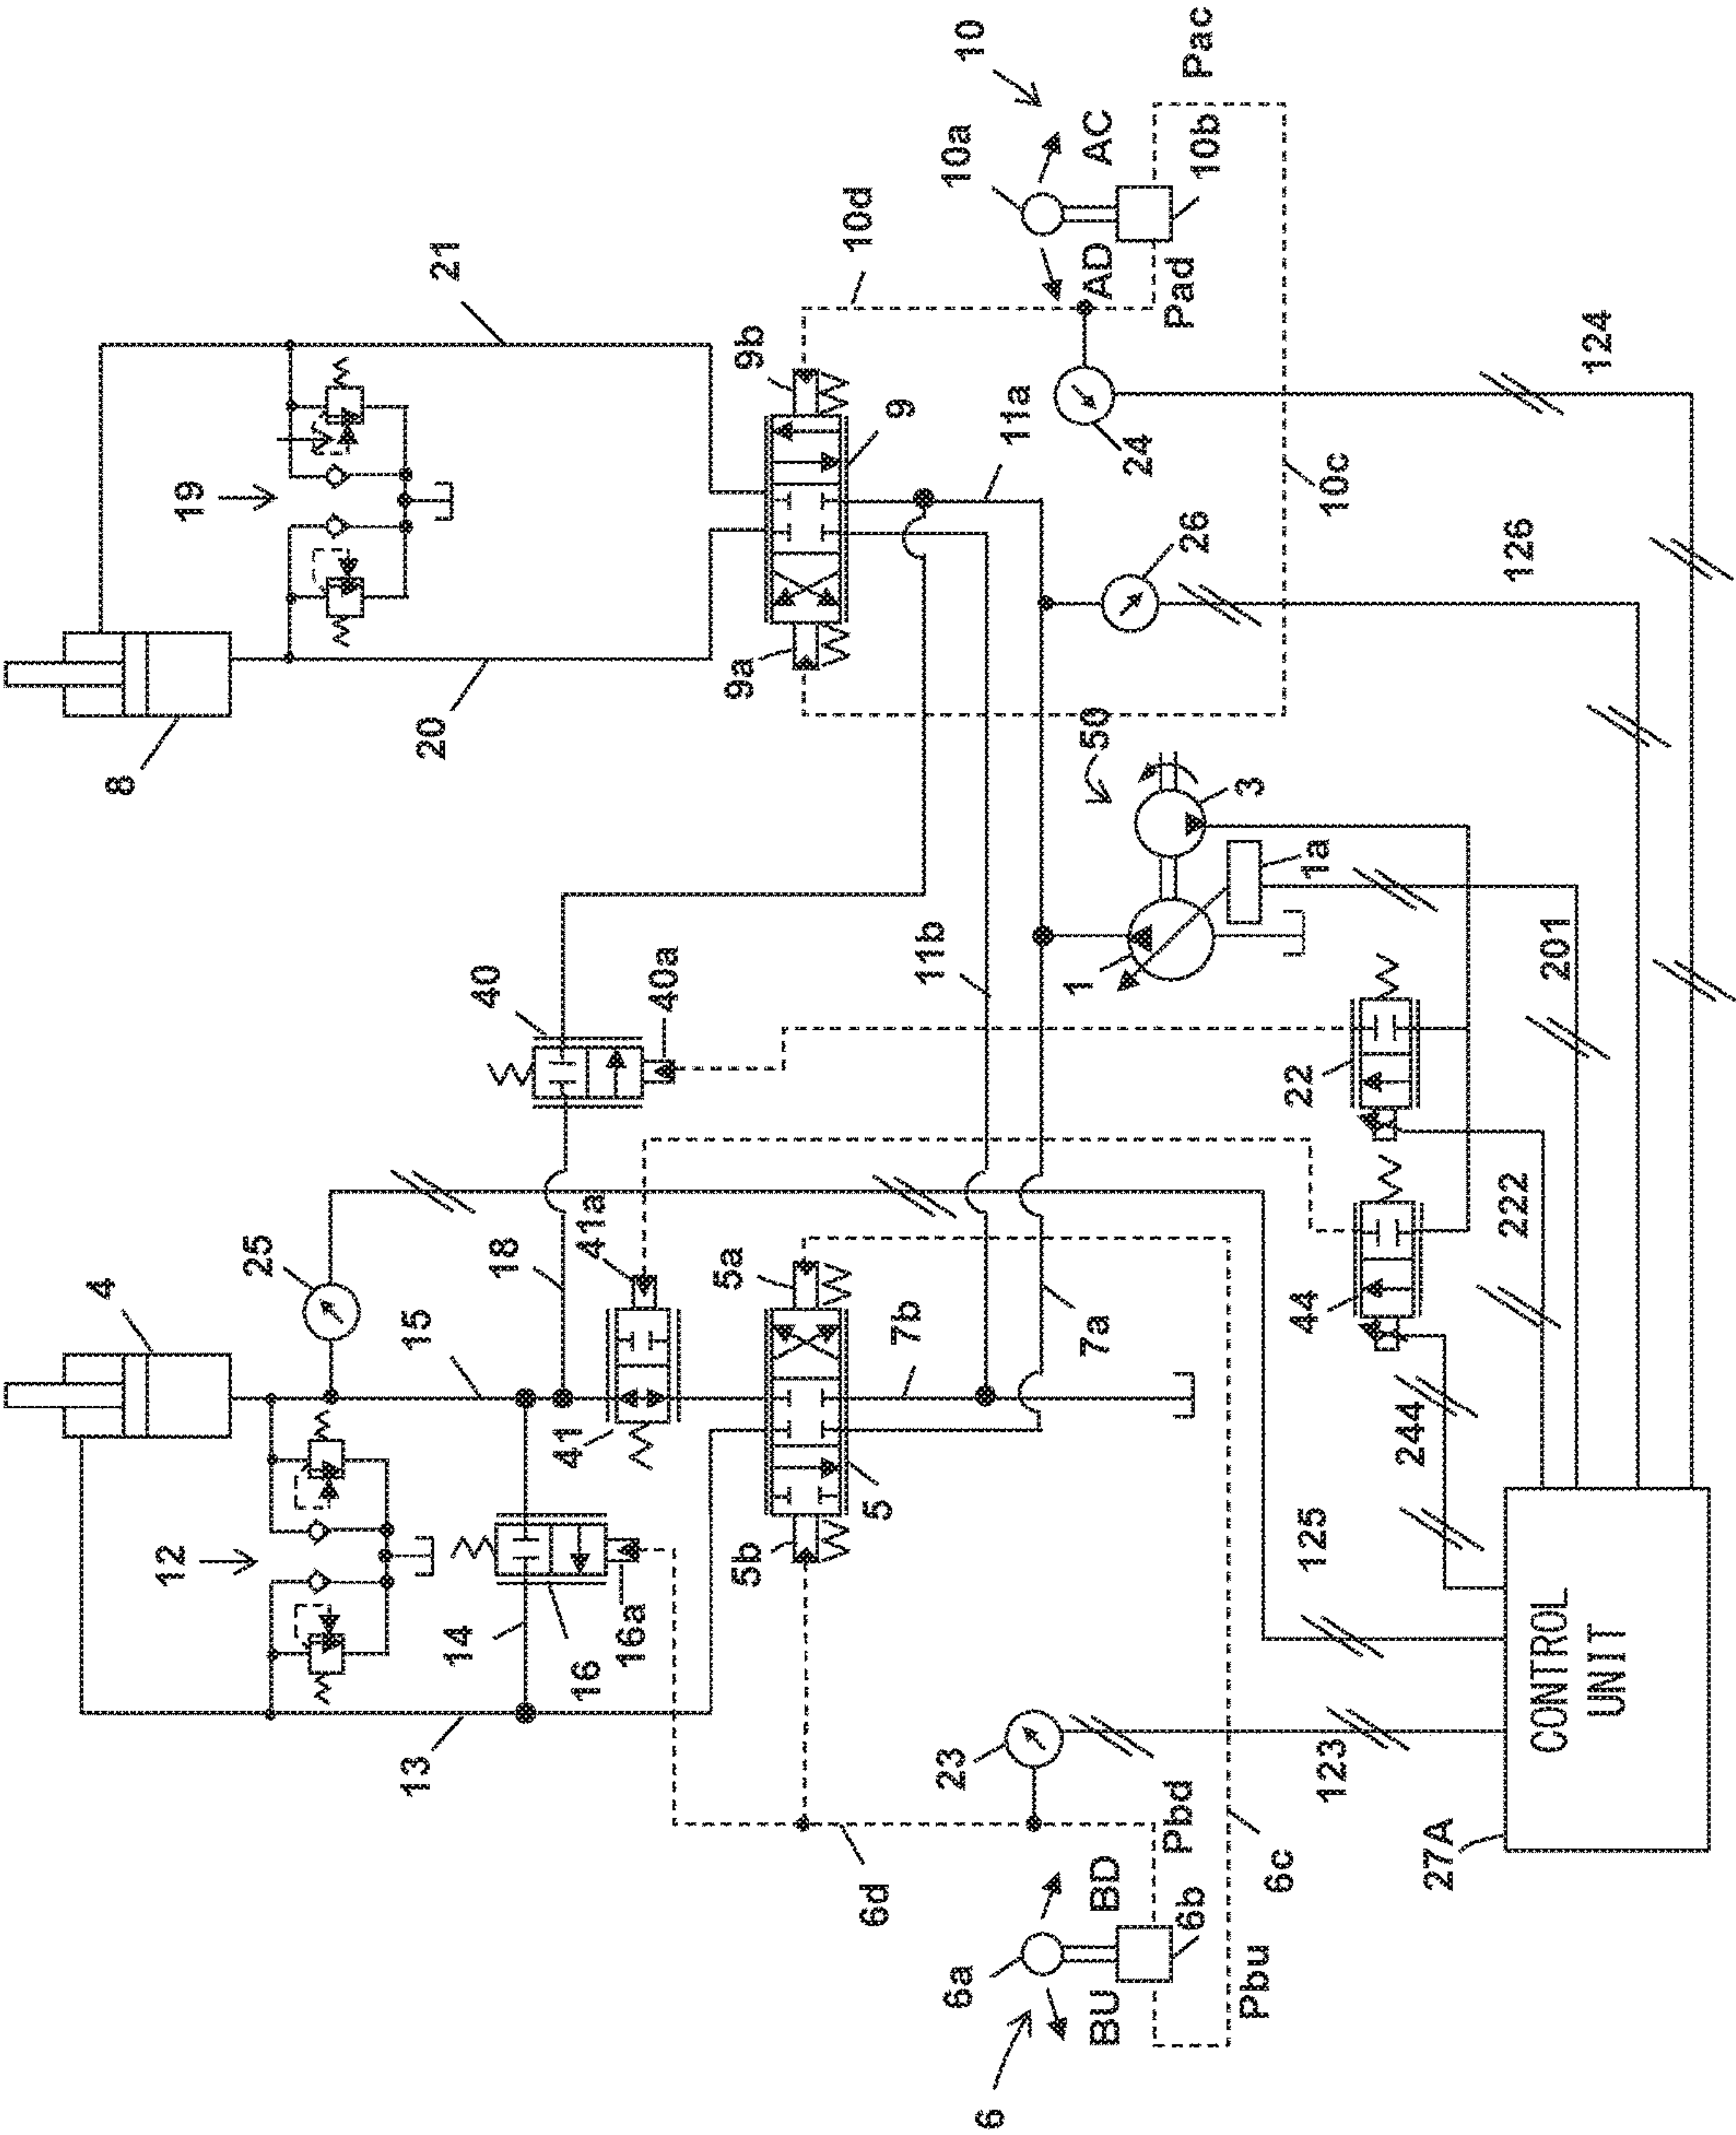 4
25
15
12
18
41a
41
14
16
16a
13
5a
5b
5
7b
7a
6d
23
Pbd
6a
BU
BD
6b
6
Pbu
6c
27A
123
125
244
44
222
22
201
CONTROL
UNIT
40
40a
11b
1
1a
3
50
8
20
21
19
9a
9b
9
11a
10d
10
10a
AD
AC
Pad
10b
Pac
24
26
10c
126
124